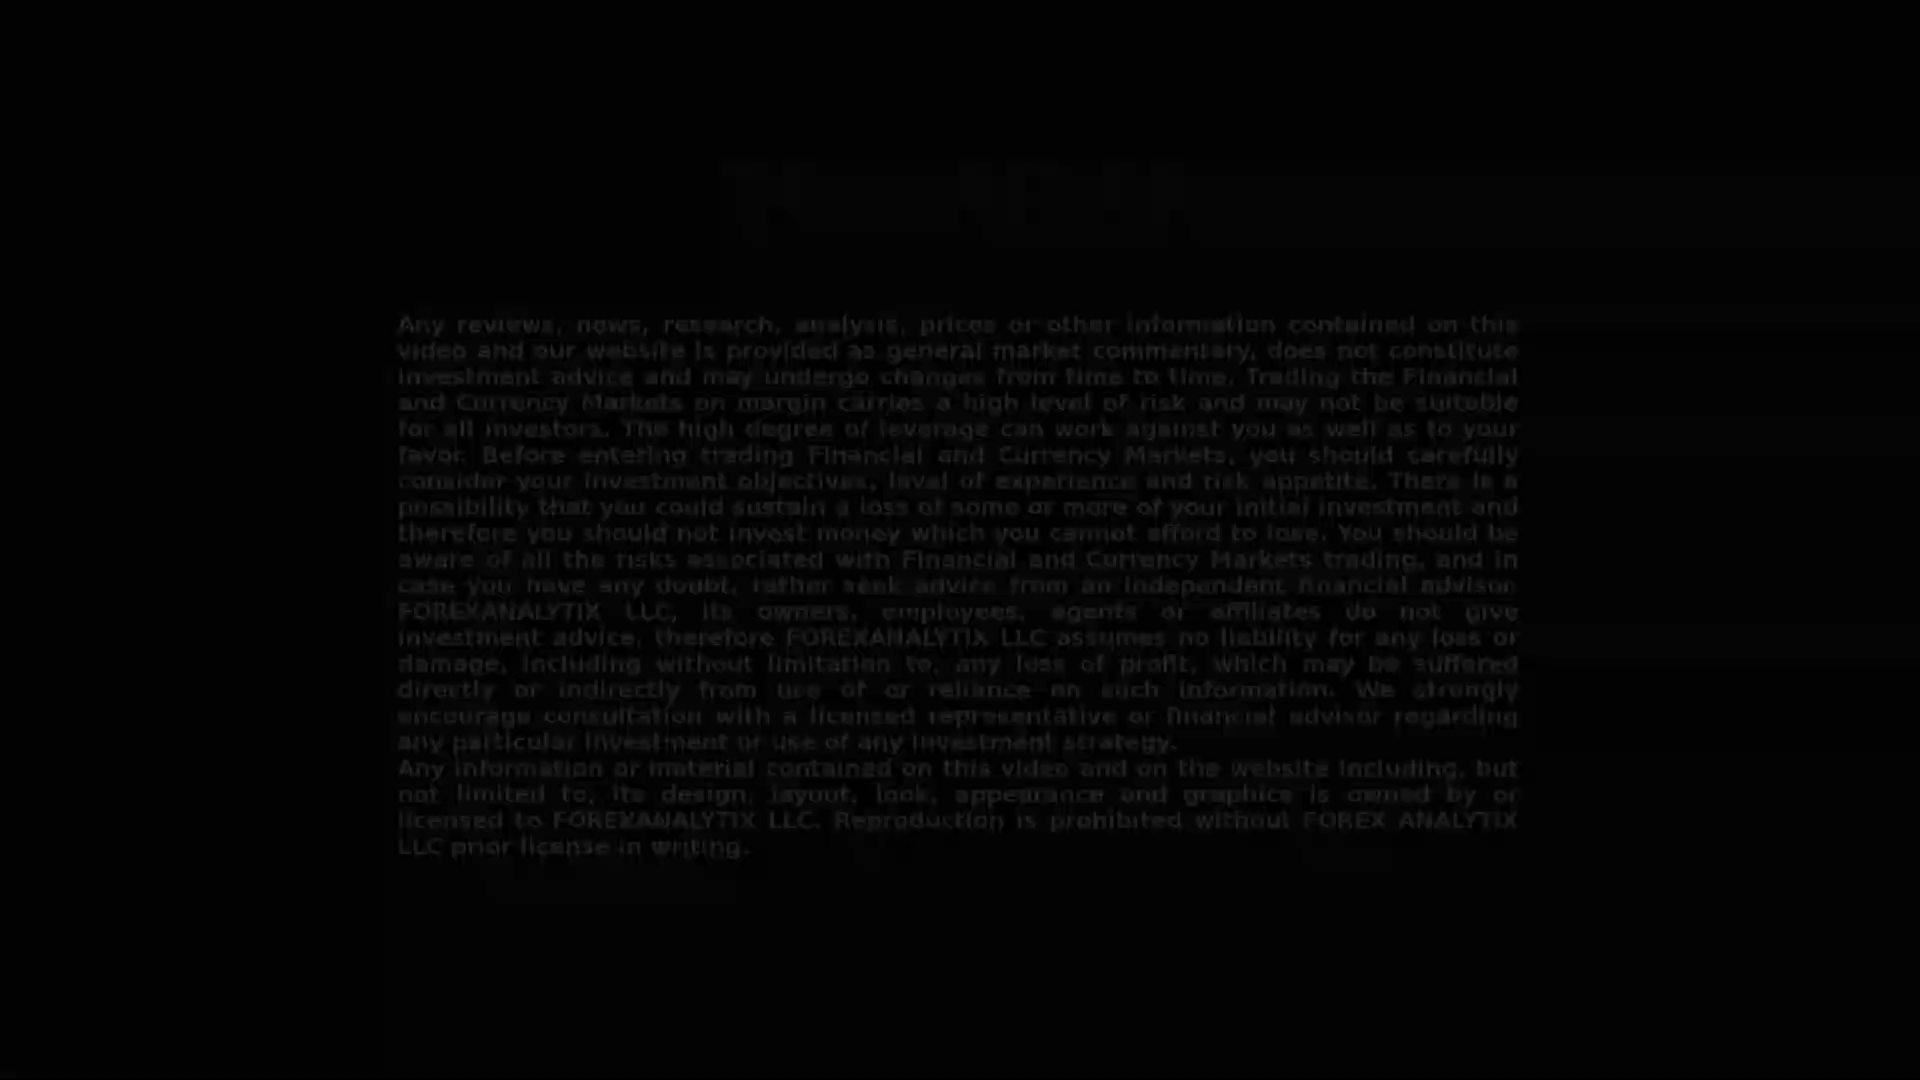 Any reviews, news, research, analysis, prices or other information contained on this
video and our website is provided as general market commentary, does not constitute
investment advice and may undergo changes from time to time. Trading the Financial
and Currency Markets on margin carries a high level of risk and may not be suitable
for all investors. The high degree of leverage can work against you as well as to your
favor. Before entering trading Financial and Currency Markets, you should carefully
consider your investment objectives, level of experience and risk appetite. There is a
possibility that you could sustain a loss of some or more of your initial investment and
therefore you should not invest money which you cannot afford to lose. You should be
aware of all the risks associated with Financial and Currency Markets trading, and in
case you have any doubt, rather seek advice from an independent financial advisor.
FOREXANALYTIX LLC, its owners, employees, agents or affiliates do not give
investment advice, therefore FOREXANALYTIX LLC assumes no liability for any loss or
damage, including without limitation to, any loss of profit, which may be suffered
directly or indirectly from use of or reliance on such information. We strongly
encourage consultation with a licensed representative or financial advisor regarding
any particular investment or use of any investment strategy.
Any information or material contained on this video and on the website including, but
not limited to, its design, layout, look, appearance and graphics is owned by or
licensed to FOREXANALYTIX LLC. Reproduction is prohibited without FOREX ANALYTIX
LLC prior license in writing.